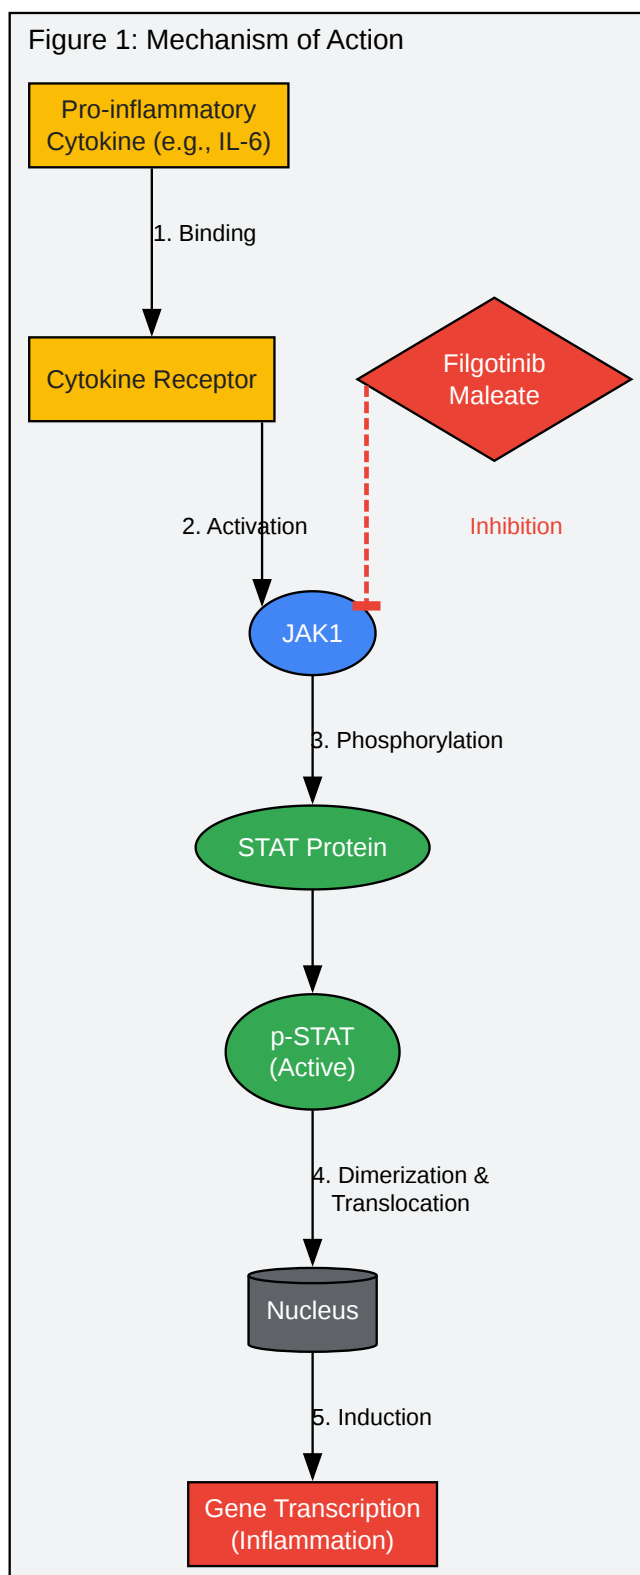 Figure 1: Mechanism of Action
Pro-inflammatory
Cytokine (e.g., IL-6)
1. Binding
Cytokine Receptor
Filgotinib
Maleate
2. Activation
Inhibition
JAK1
3. Phosphorylation
STAT Protein
p-STAT
(Active)
4. Dimerization &
Translocation
Nucleus
5. Induction
Gene Transcription
(Inflammation)